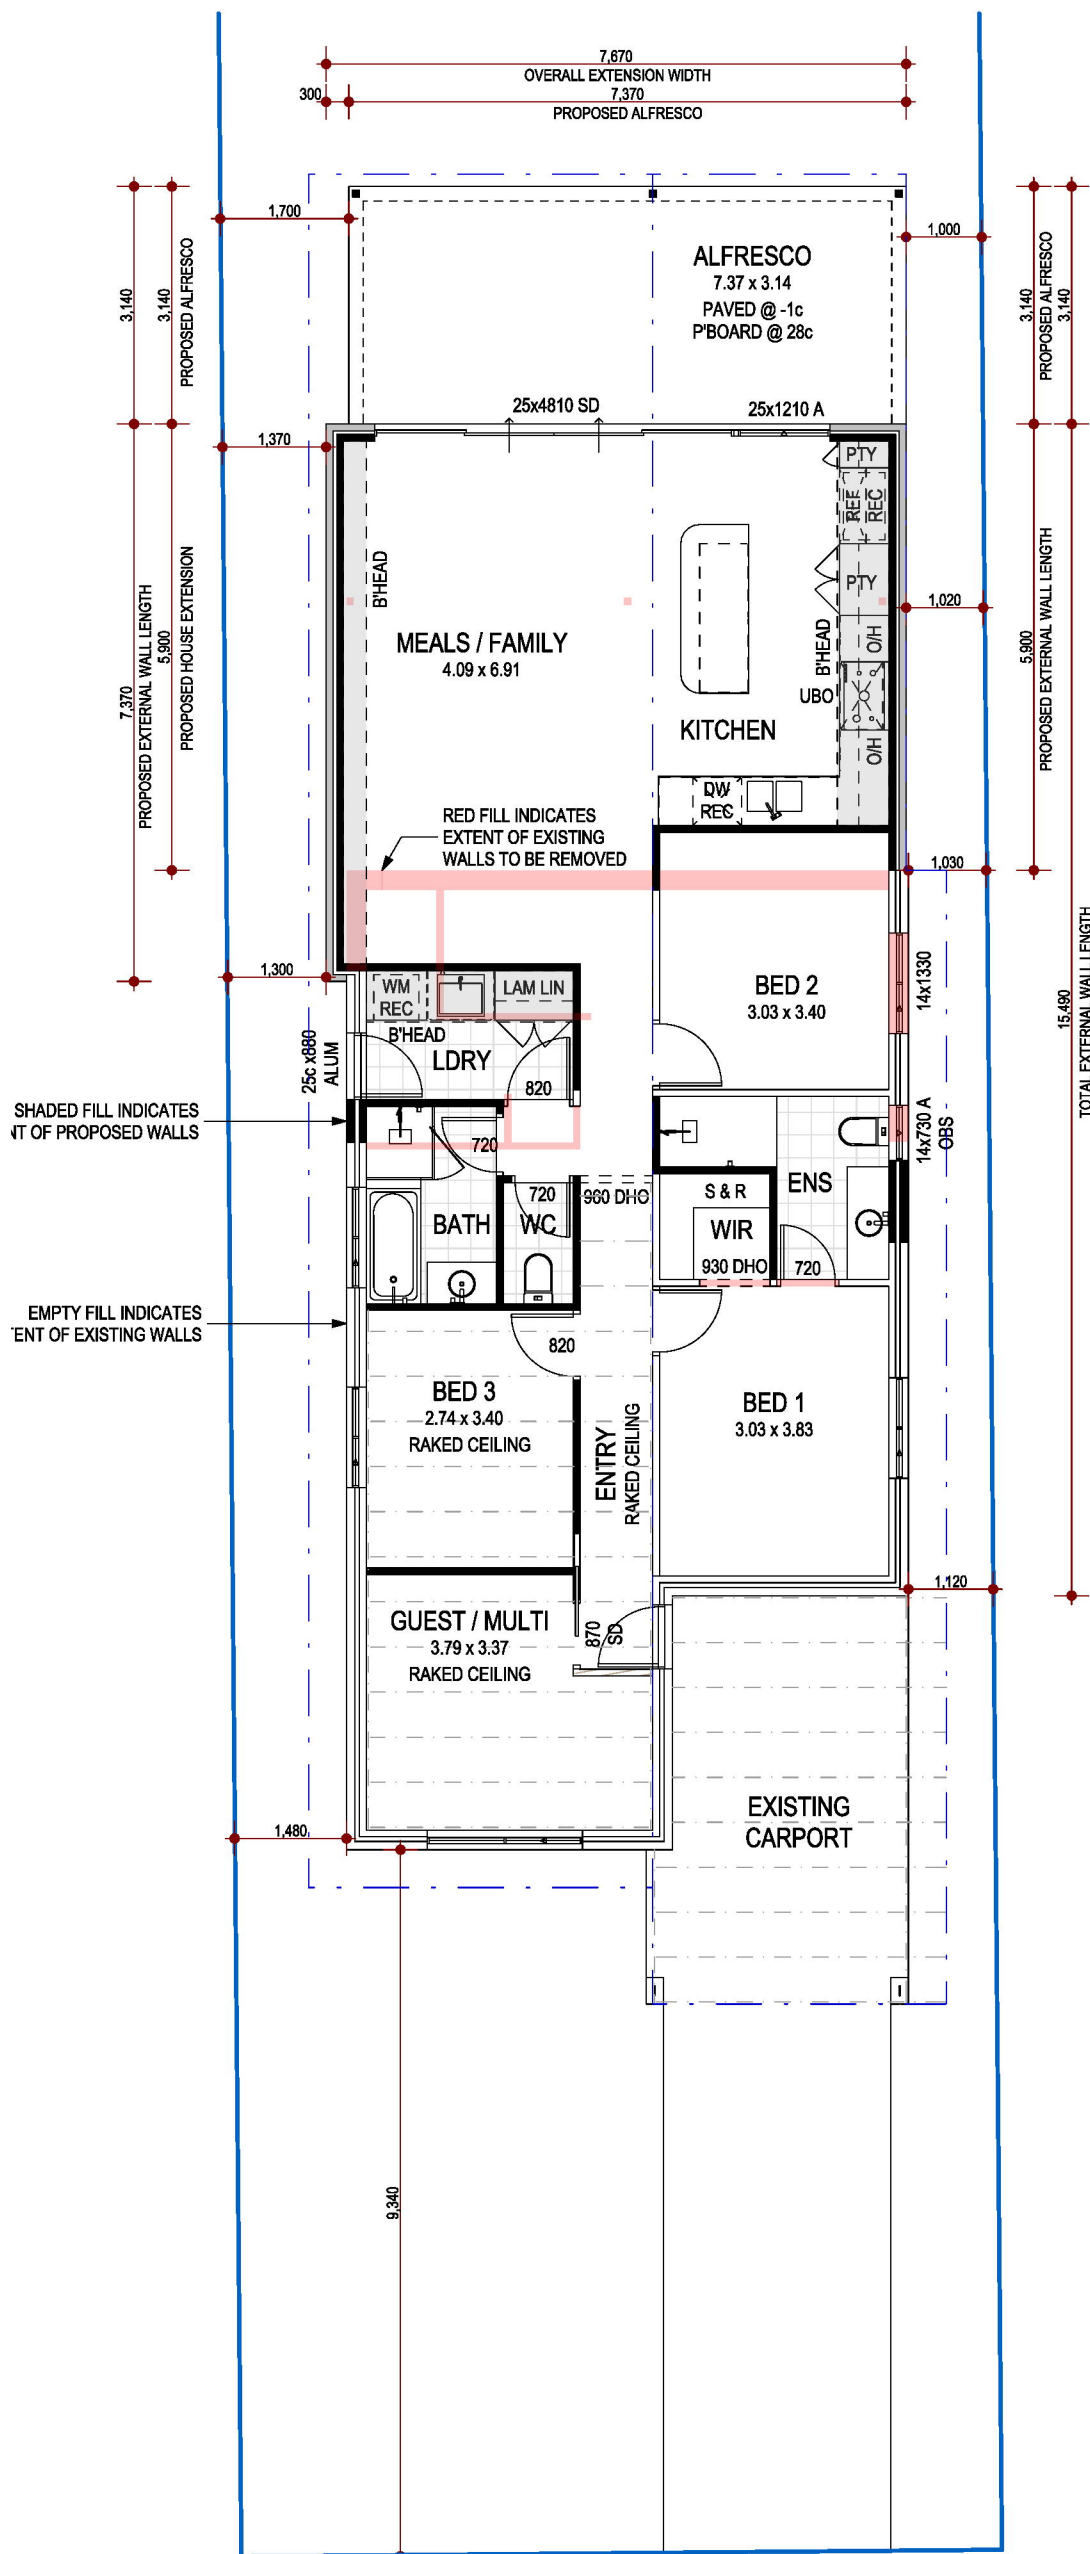 7,670
OVERALL EXTENSION WIDTH
300
7,370
PROPOSED ALFRESCO
1,700
1,000
3,140
3,140
PROPOSED ALFRESCO
3,140
PROPOSED ALFRESCO
3,140
ALFRESCO
7.37 x 3.14
PAVED @ -1c
P'BOARD @ 28c
25x4810 SD
25x1210 A
1,370
PTY
REF
REC
PTY
B'HEAD
1,020
7,370
PROPOSED EXTERNAL WALL LENGTH
5,900
PROPOSED HOUSE EXTENSION
5,900
PROPOSED EXTERNAL WALL LENGTH
MEALS / FAMILY
4.09 x 6.91
O/H
B'HEAD
UBO
KITCHEN
O/H
DW
REC
RED FILL INDICATES
EXTENT OF EXISTING
WALLS TO BE REMOVED
1,030
1,300
WM
REC
LAM LIN
BED 2
3.03 x 3.40
14x1330
15,490
TOTAL EXTERNAL WALL LENGTH
B'HEAD
LDRY
25c x880
ALUM
820
SHADED FILL INDICATES
NT OF PROPOSED WALLS
14x730 A
OBS
720
720
960 DHO
S & R
ENS
BATH
WC
WIR
930 DHO
720
EMPTY FILL INDICATES
ENT OF EXISTING WALLS
820
BED 3
2.74 x 3.40
RAKED CEILING
ENTRY
RAKED CEILING
BED 1
3.03 x 3.83
1,120
GUEST / MULTI
3.79 x 3.37
RAKED CEILING
870
SD
EXISTING
CARPORT
1,480
9,340